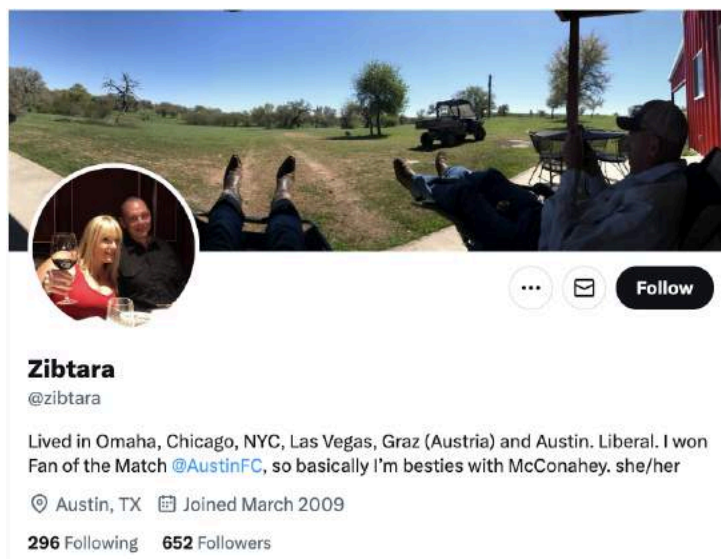 Follow
Zibtara
@zibtara
Lived in Omaha, Chicago, NYC, Las Vegas, Graz (Austria) and Austin. Liberal. I won
Fan of the Match @AustinFC, so basically I'm besties with McConahey. she/her
Austin, TX Joined March 2009
296 Following 652 Followers